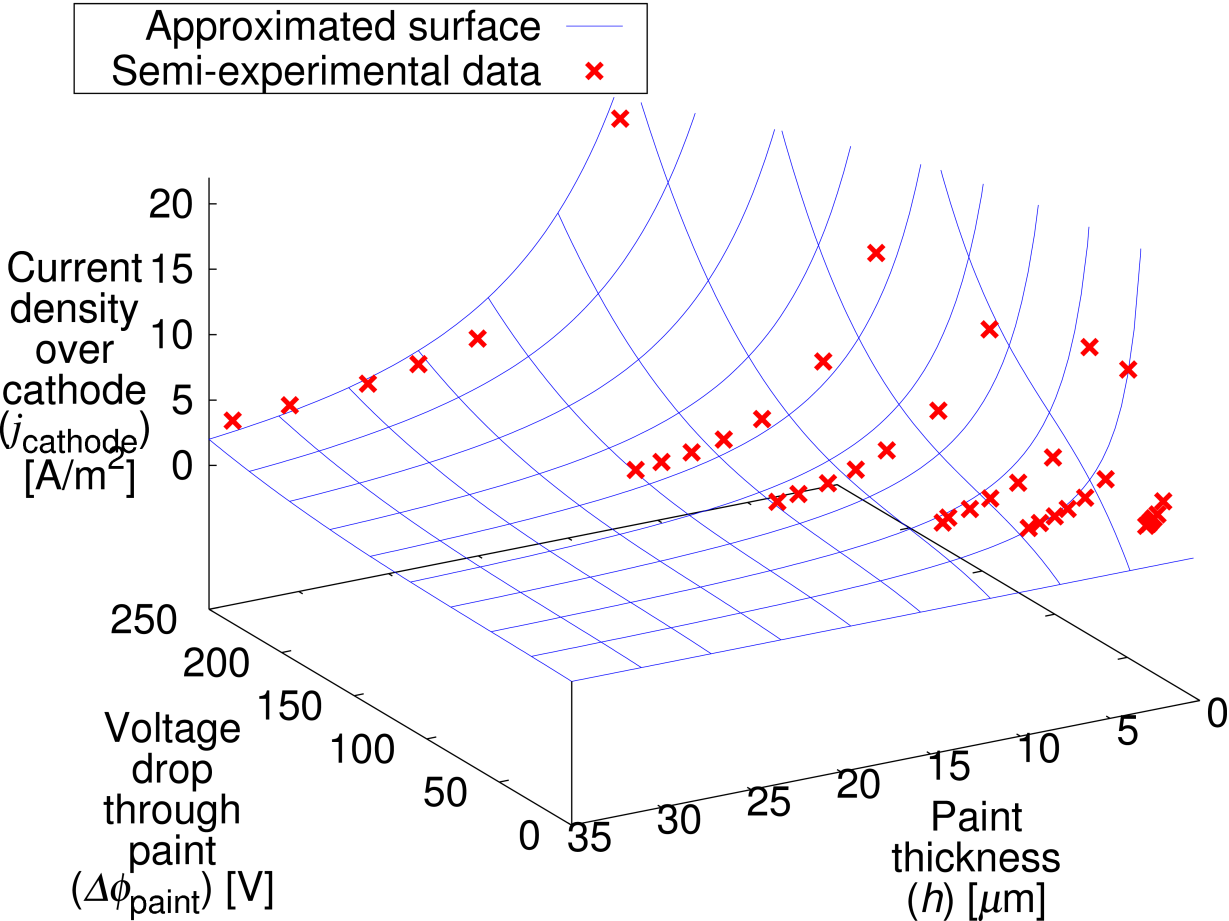 Approximated surface
Semi-experimental data
20
15
10
5
0
Current
density
over
cathode
(jcathode)
[A/m2]
250
200
150
100
50
0
Voltage
drop
through
paint
(Δϕpaint) [V]
35
30
25
20
15
10
5
0
Paint
thickness
(h) [μm]